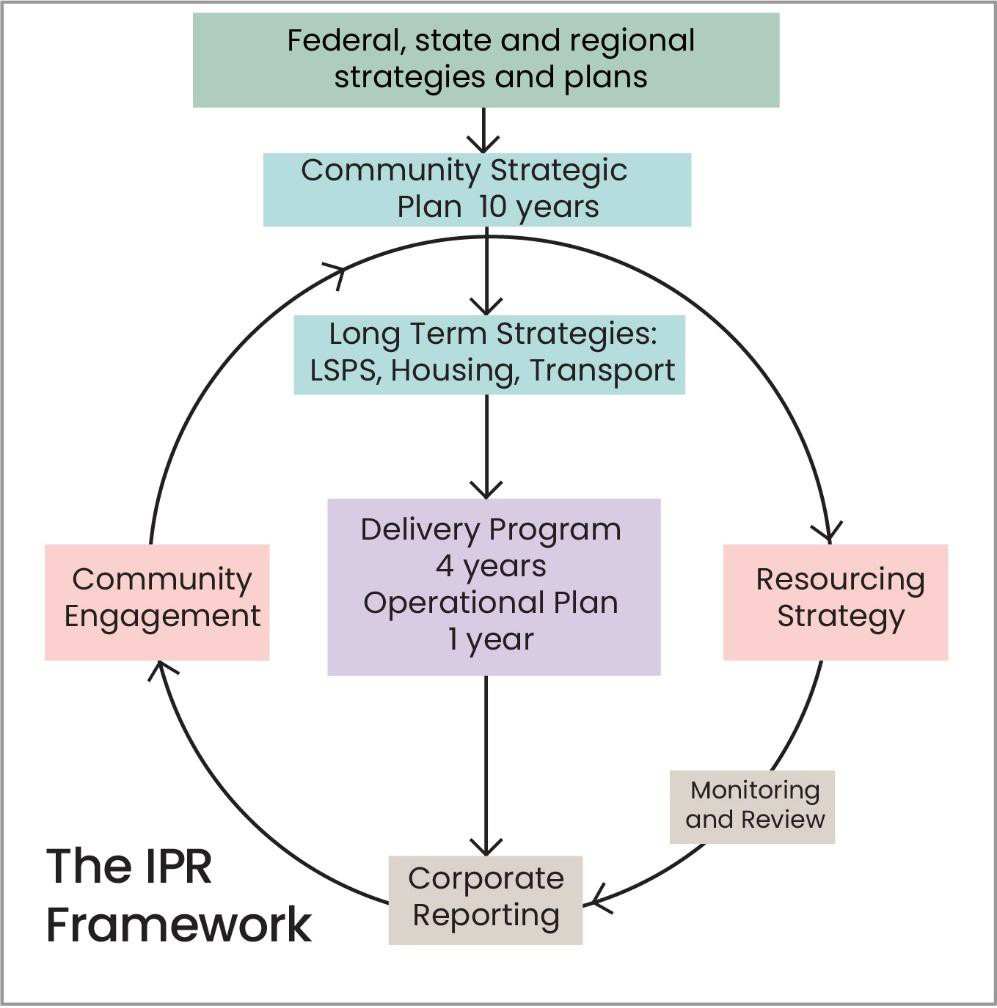 Federal, state and regional
strategies and plans
Community Strategic
Plan 10 years
Long Term Strategies:
LSPS, Housing, Transport
Delivery Program
4 years
Operational Plan
1 year
Community
Engagement
Resourcing
Strategy
Monitoring
and Review
Corporate
Reporting
The IPR
Framework